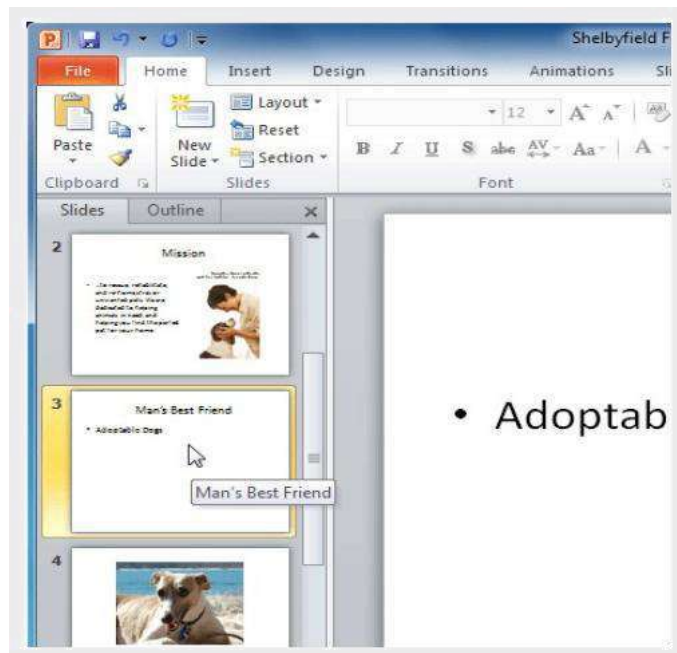 Shelbyfield F
File Home Insert Design Transitions Animations Sli
Paste
New
Slide
Layout
Reset
Section
12 A A
B I U S abc AV Aa A
Clipboard Slides Font
Slides Outline
2
Mission
3
Man's Best Friend
• Adoptable Dogs
Man's Best Friend
4
• Adoptab